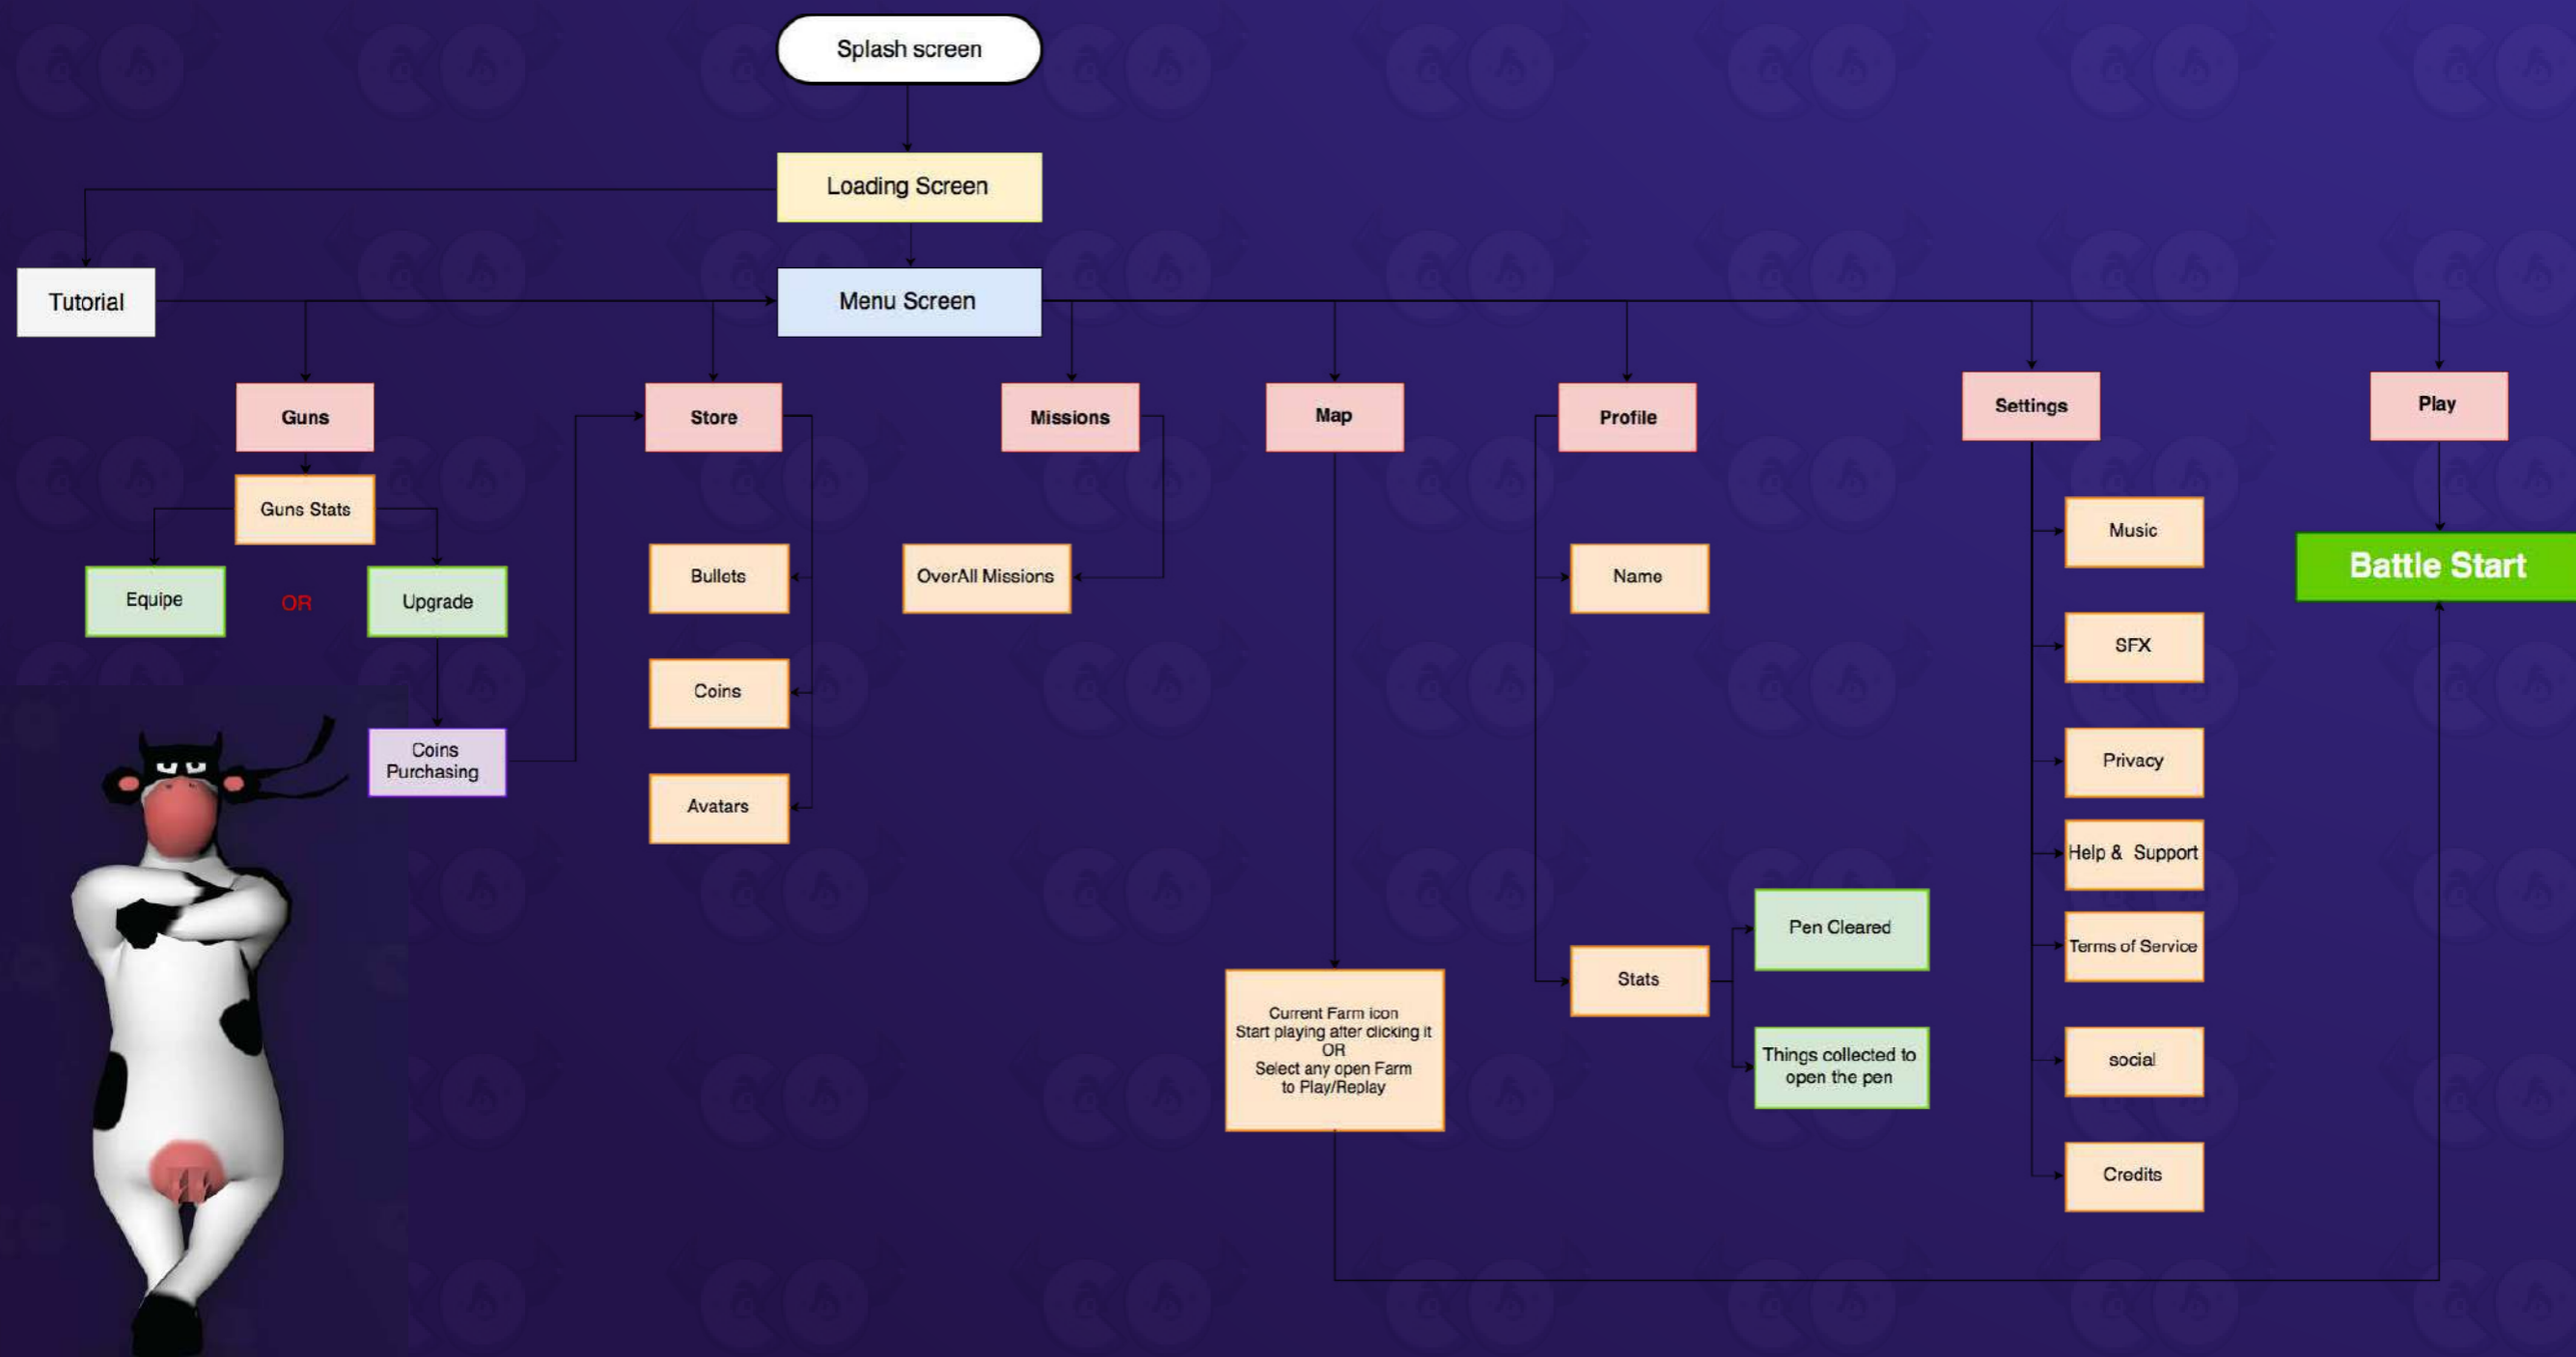 Splash screen
Loading Screen
Tutorial
Menu Screen
Guns
Store
Missions
Map
Profile
Settings
Play
Guns Stats
Equipe
OR
Upgrade
Coins
Purchasing
Bullets
Coins
Avatars
OverAll Missions
Current Farm icon
Start playing after clicking it
OR
Select any open Farm
to Play/Replay
Name
Stats
Pen Cleared
Things collected to
open the pen
Music
SFX
Privacy
Help & Support
Terms of Service
social
Credits
Battle Start